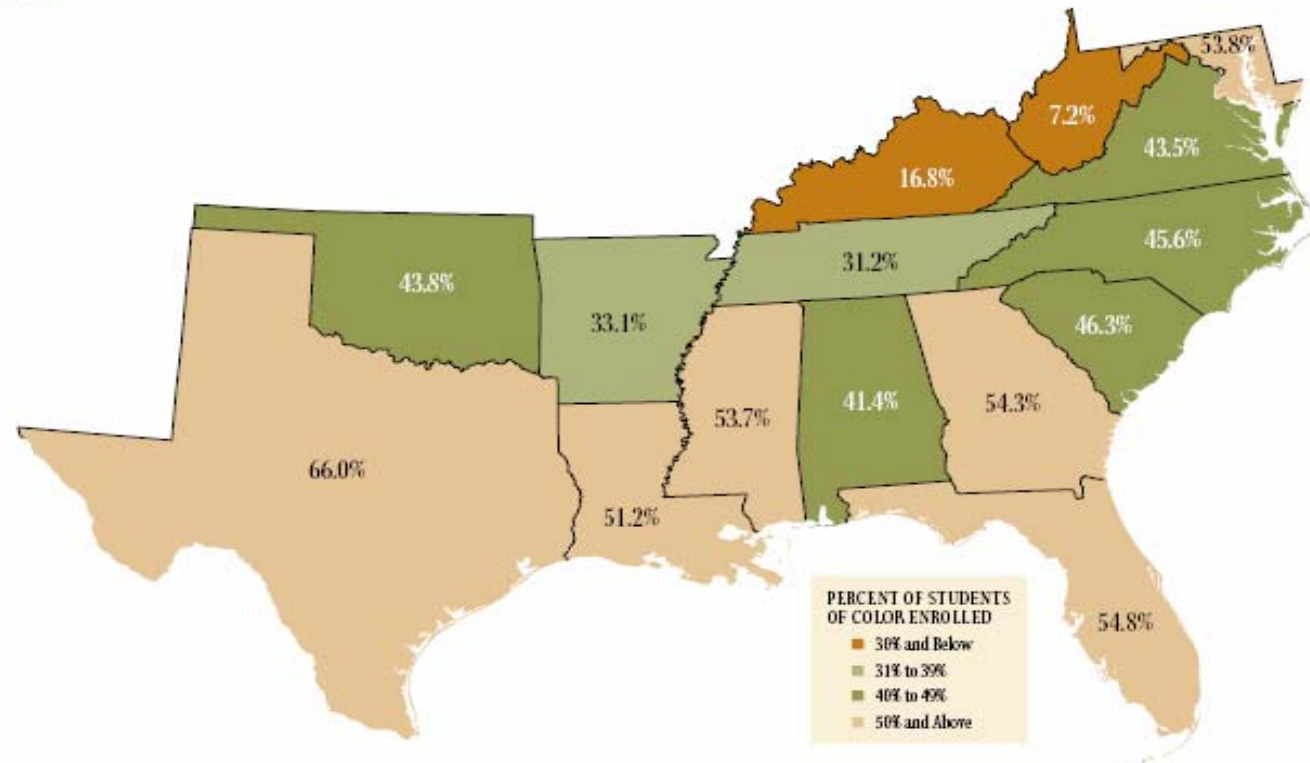 53.8%
7.2%
43.5%
16.8%
45.6%
31.2%
43.8%
33.1%
46.3%
53.7%
41.4%
54.3%
66.0%
51.2%
54.8%
PERCENT OF STUDENTS
OF COLOR ENROLLED
30% and Below
31% to 39%
40% to 49%
50% and Above